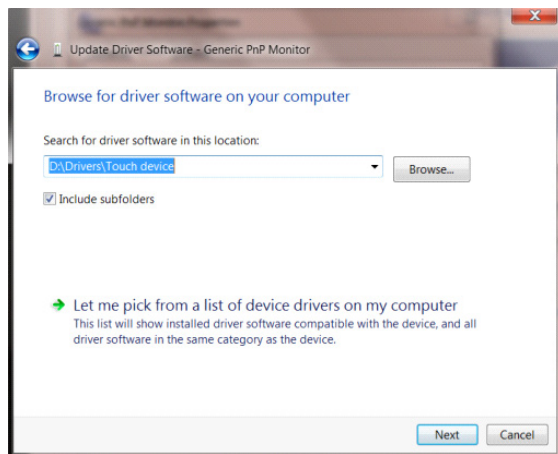 Update Driver Software - Generic PnP Monitor
Browse for driver software on your computer
Search for driver software in this location:
D:\Drivers\Touch device
Browse...
Include subfolders
Let me pick from a list of device drivers on my computer
This list will show installed driver software compatible with the device, and all
driver software in the same category as the device.
Next
Cancel